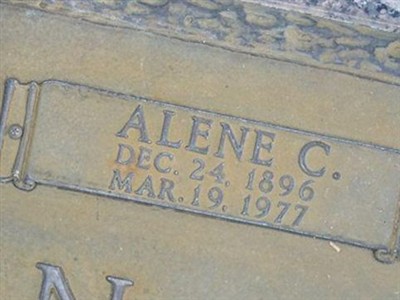 ALENE C.
DEC. 24. 1896
MAR. 19. 1977
N